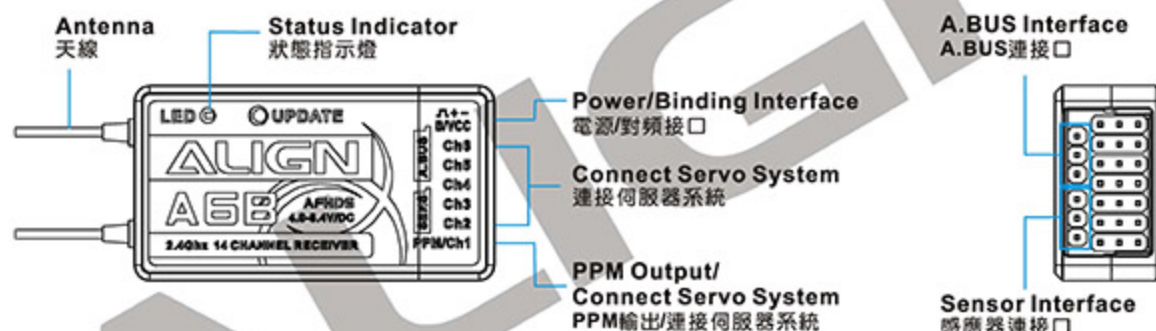 Antenna
天線
Status Indicator
狀態指示燈
A.BUS Interface
A.BUS連接口
LED
UPDATE
B/VCC
Ch6
Ch5
Ch4
Ch3
Ch2
PPM/Ch1
A.BUS
SENS
ALIGN
A6B
AFHDS
4.0-8.4V/DC
2.4Ghz 14 CHANNEL RECEIVER
Power/Binding Interface
電源/對頻接口
Connect Servo System
連接伺服器系統
PPM Output/
Connect Servo System
PPM輸出/連接伺服器系統
Sensor Interface
感應器連接口